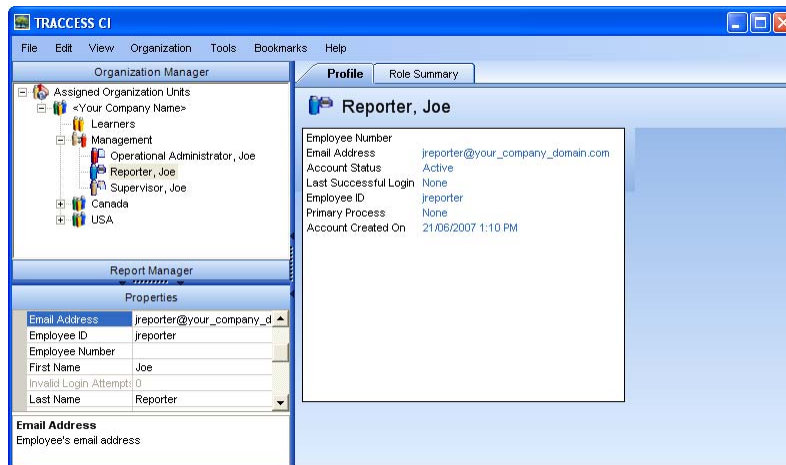 TRACCESS CI
File Edit View Organization Tools Bookmarks Help
Organization Manager
Assigned Organization Units
<Your Company Name>
Learners
Management
Operational Administrator, Joe
Reporter, Joe
Supervisor, Joe
Canada
USA
Report Manager
Properties
Email Address jreporter@your_company_d
Employee ID jreporter
Employee Number
First Name Joe
Invalid Login Attempt: 0
Last Name Reporter
Email Address
Employee's email address
Profile Role Summary
Reporter, Joe
Employee Number
Email Address jreporter@your_company_domain.com
Account Status Active
Last Successful Login None
Employee ID jreporter
Primary Process None
Account Created On 21/06/2007 1:10 PM